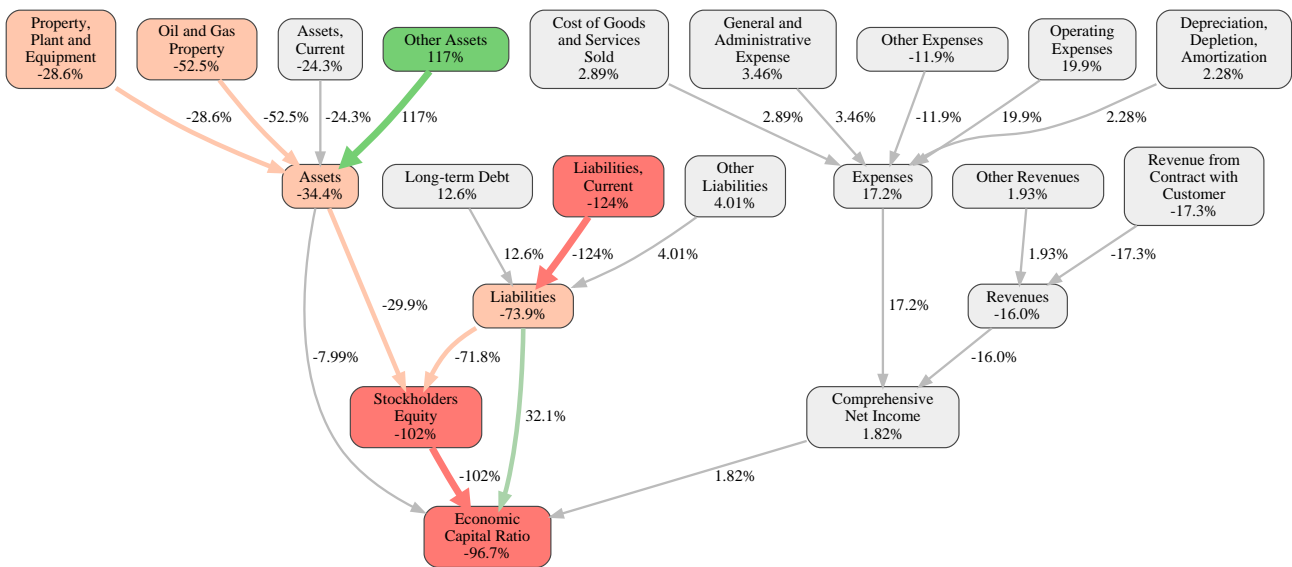 Property,
Plant and
Equipment
-28.6%
Oil and Gas
Property
-52.5%
Assets,
Current
-24.3%
Other Assets
117%
Cost of Goods
and Services
Sold
2.89%
General and
Administrative
Expense
3.46%
Other Expenses
-11.9%
Operating
Expenses
19.9%
Depreciation,
Depletion,
Amortization
2.28%
-28.6%
-52.5%
-24.3%
117%
2.89%
3.46%
-11.9%
19.9%
2.28%
Assets
-34.4%
Long-term Debt
12.6%
Liabilities,
Current
-124%
Other
Liabilities
4.01%
Expenses
17.2%
Other Revenues
1.93%
Revenue from
Contract with
Customer
-17.3%
12.6%
-124%
4.01%
1.93%
-17.3%
-29.9%
Liabilities
-73.9%
17.2%
Revenues
-16.0%
-7.99%
-71.8%
-16.0%
Stockholders
Equity
-102%
32.1%
Comprehensive
Net Income
1.82%
-102%
1.82%
Economic
Capital Ratio
-96.7%